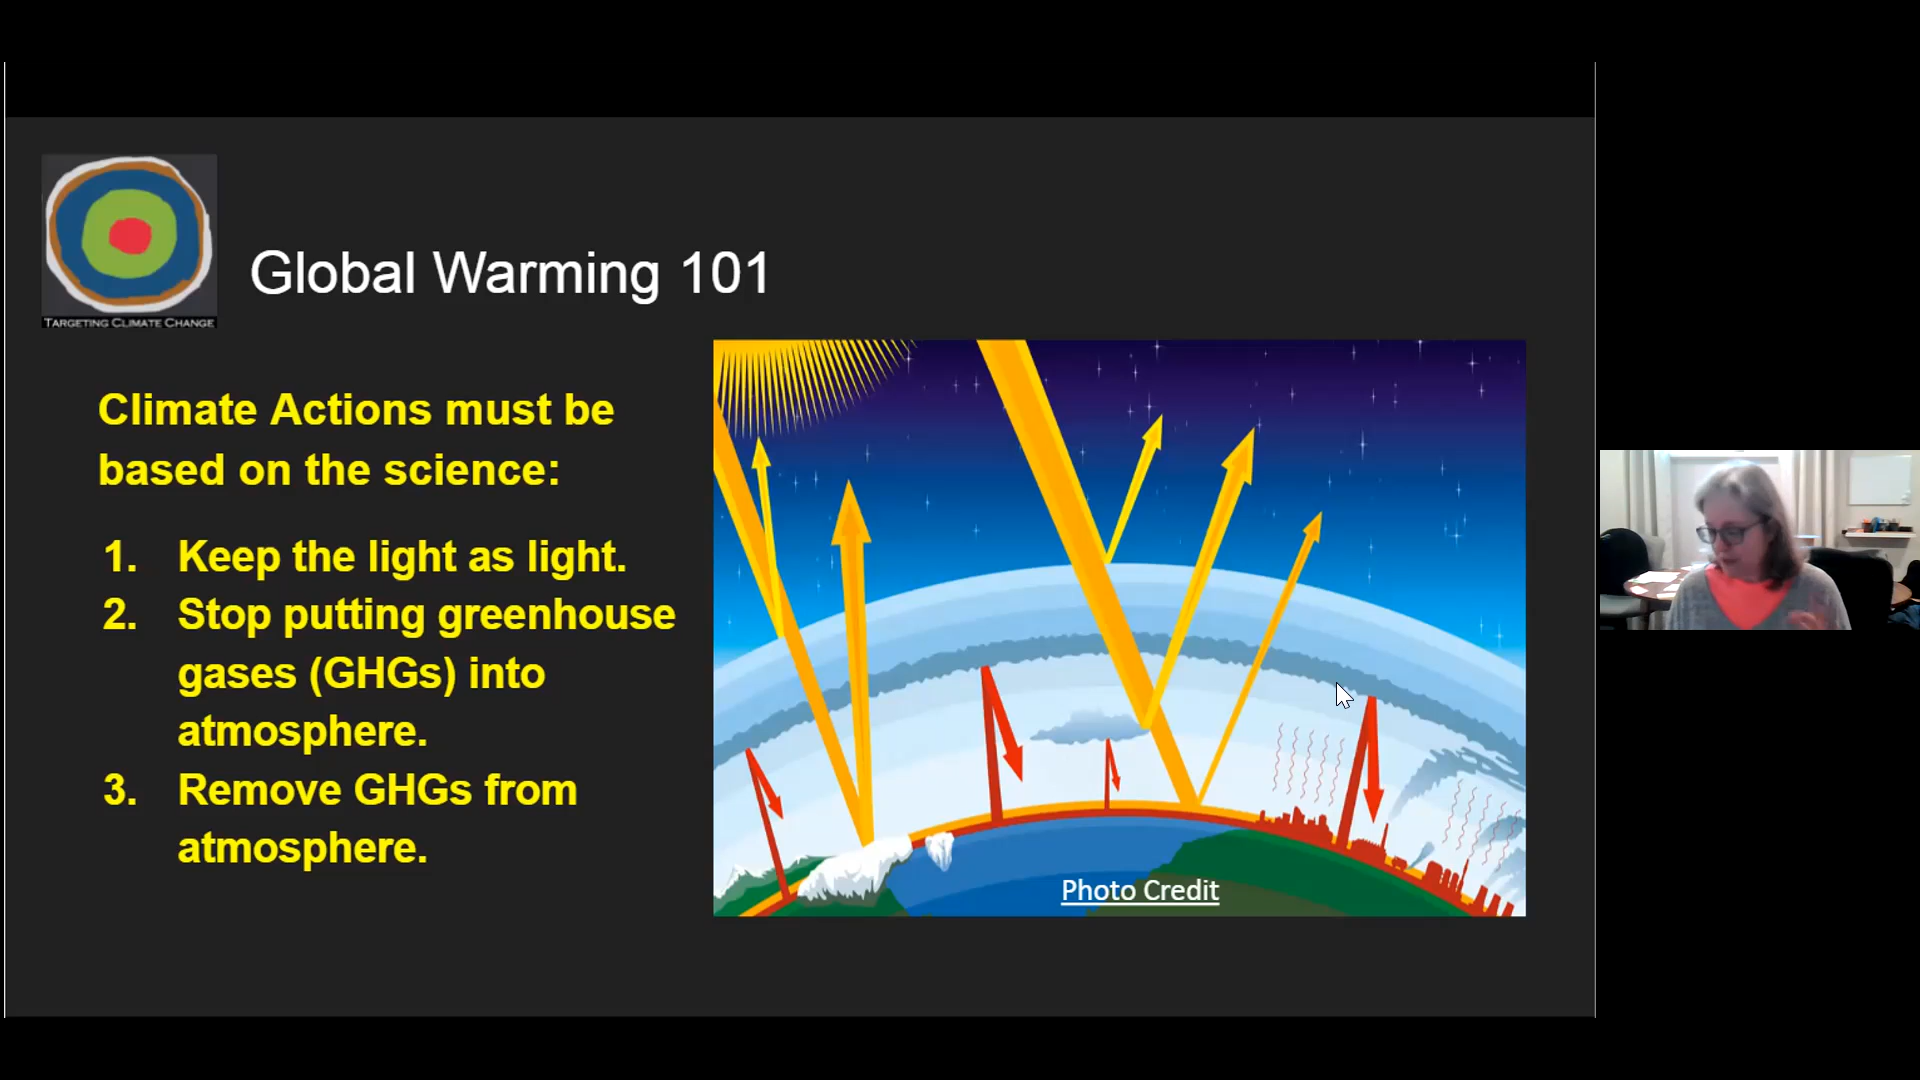 TARGETING CLIMATE CHANGE
Global Warming 101
Climate Actions must be
based on the science:
1. Keep the light as light.
2. Stop putting greenhouse
gases (GHGs) into
atmosphere.
3. Remove GHGs from
atmosphere.
Photo Credit